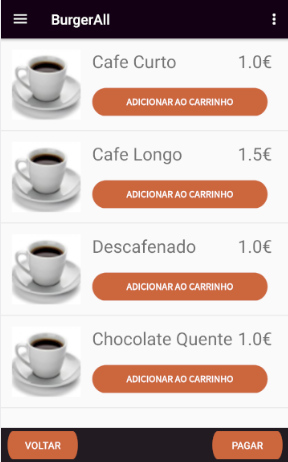 BurgerAll
Cafe Curto 1.0€
ADICIONAR AO CARRINHO
Cafe Longo 1.5€
ADICIONAR AO CARRINHO
Descafenado 1.0€
ADICIONAR AO CARRINHO
Chocolate Quente 1.0€
ADICIONAR AO CARRINHO
VOLTAR PAGAR